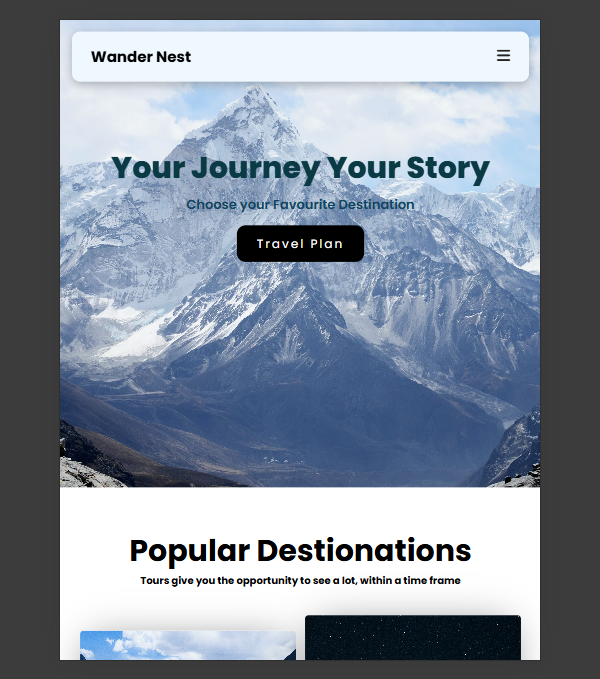 Wander Nest
Your Journey Your Story
Choose your Favourite Destination
Travel Plan
Popular Destionations
Tours give you the opportunity to see a lot, within a time frame